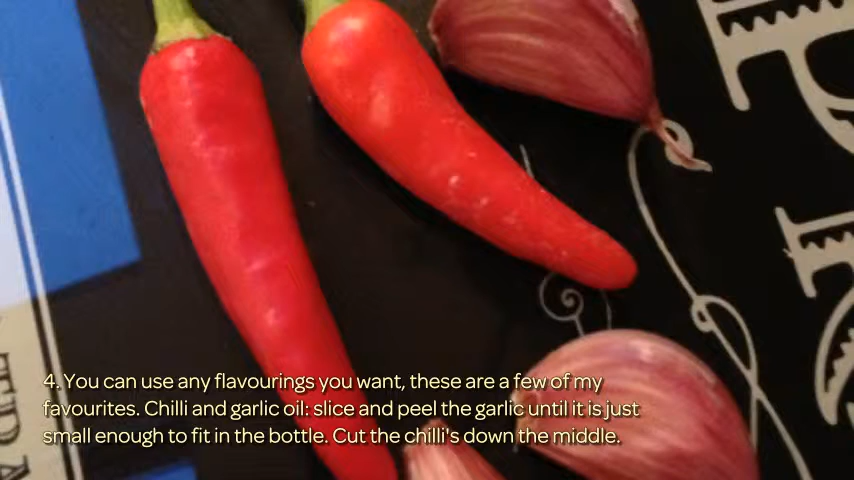 4. You can use any flavourings you want, these are a few of my
favourites. Chilli and garlic oil: slice and peel the garlic until it is just
small enough to fit in the bottle. Cut the chilli's down the middle.